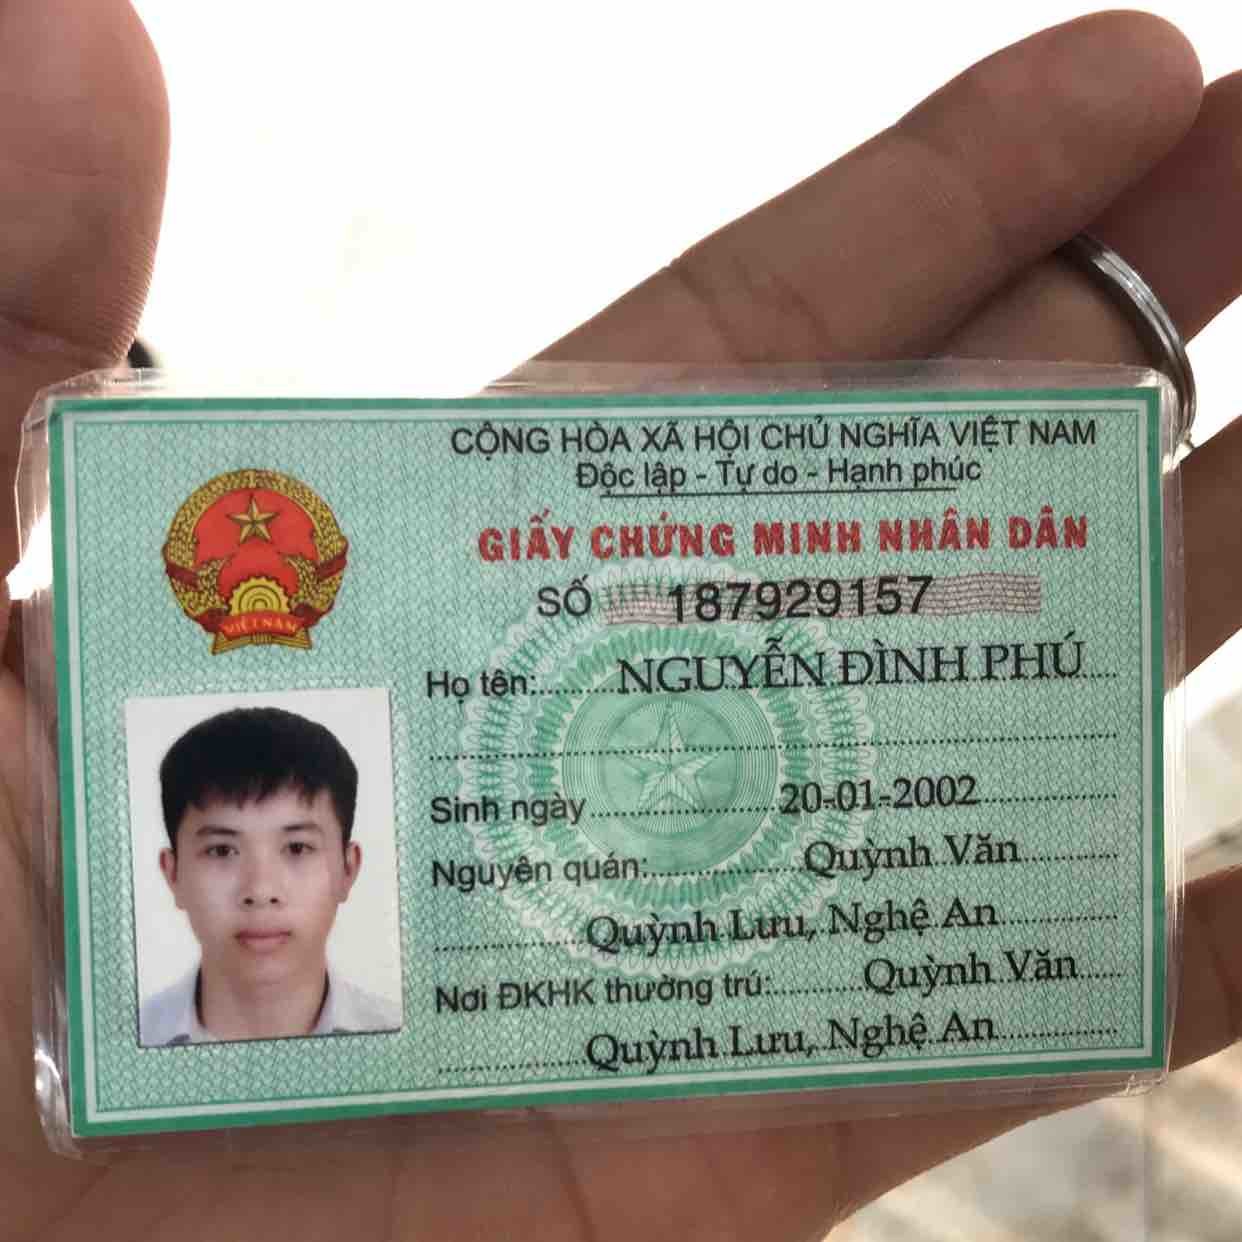 CỘNG HÒA XÃ HỘI CHỦ NGHĨA VIỆT NAM
Độc lập - Tự do - Hạnh phúc
GIẤY CHỨNG MINH NHÂN DÂN
SỐ 187929157
Họ tên: NGUYỄN ĐÌNH PHÚ
Sinh ngày 20-01-2002
Nguyên quán: Quỳnh Văn
Quỳnh Lưu, Nghệ An
Nơi ĐKHK thường trú: Quỳnh Văn
Quỳnh Lưu, Nghệ An
VIỆT NAM